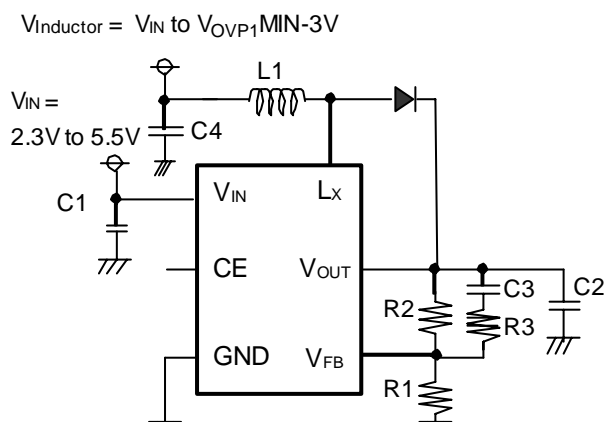 VInductor = VIN to VOVP1MIN-3V
L1
VIN =
2.3V to 5.5V
C4
C1
VIN
LX
CE
VOUT
C3
C2
R2
R3
GND
VFB
R1